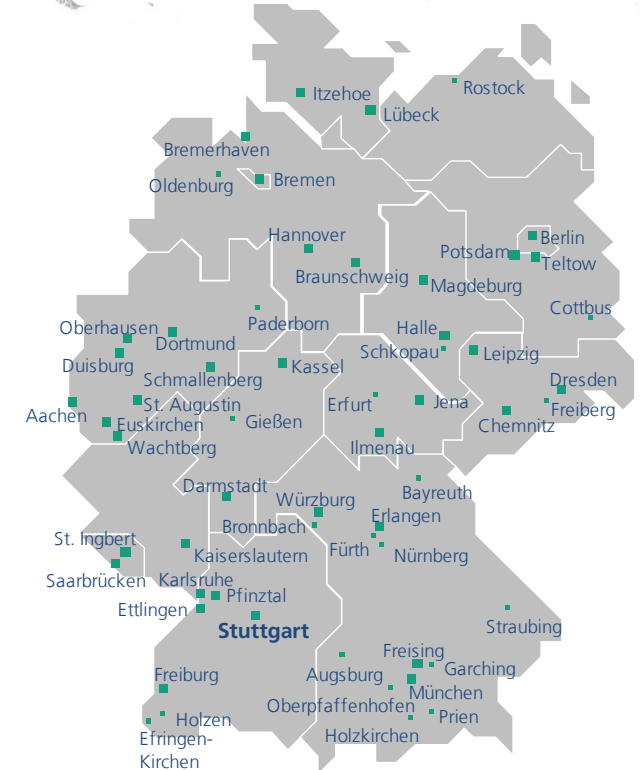 Itzehoe
Rostock
Lübeck
Bremerhaven
Oldenburg
Bremen
Hannover
Berlin
Potsdam
Teltow
Braunschweig
Magdeburg
Cottbus
Paderborn
Oberhausen
Dortmund
Halle
Schkopau
Leipzig
Duisburg
Kassel
Schmallenberg
Dresden
Aachen
St. Augustin
Erfurt
Jena
Freiberg
Euskirchen
Gießen
Chemnitz
Wachtberg
Ilmenau
Darmstadt
Würzburg
Bayreuth
Bronnbach
Erlangen
St. Ingbert
Kaiserslautern
Fürth
Nürnberg
Saarbrücken
Karlsruhe
Ettlingen
Pfinztal
Stuttgart
Straubing
Freising
Freiburg
Augsburg
Garching
München
Oberpfaffenhofen
Holzen
Prien
Efringen-
Kirchen
Holzkirchen